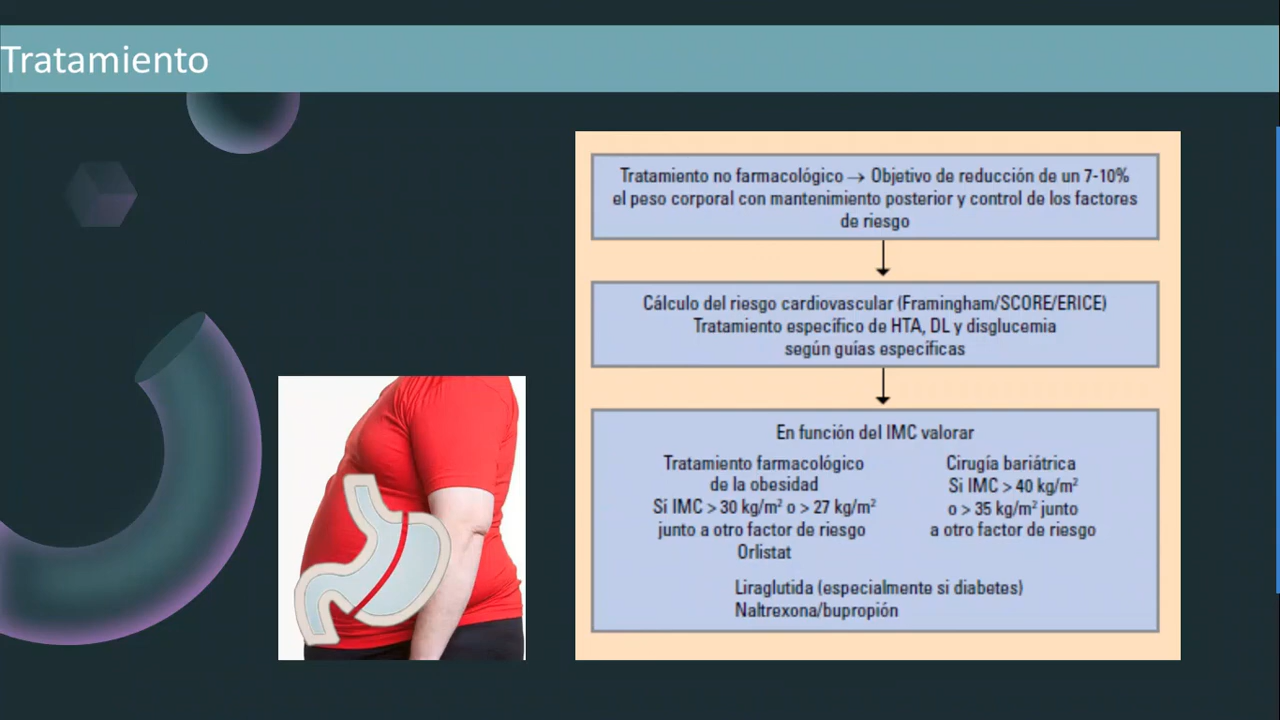 Tratamiento
Tratamiento no farmacológico → Objetivo de reducción de un 7-10%
el peso corporal con mantenimiento posterior y control de los factores
de riesgo
Cálculo del riesgo cardiovascular (Framingham/SCORE/ERICE)
Tratamiento específico de HTA, DL y disglucemia
según guías específicas
En función del IMC valorar
Tratamiento farmacológico
de la obesidad
Si IMC > 30 kg/m² o > 27 kg/m²
junto a otro factor de riesgo
Orlistat
Cirugía bariátrica
Si IMC > 40 kg/m²
o > 35 kg/m² junto
a otro factor de riesgo
Liraglutida (especialmente si diabetes)
Naltrexona/bupropión